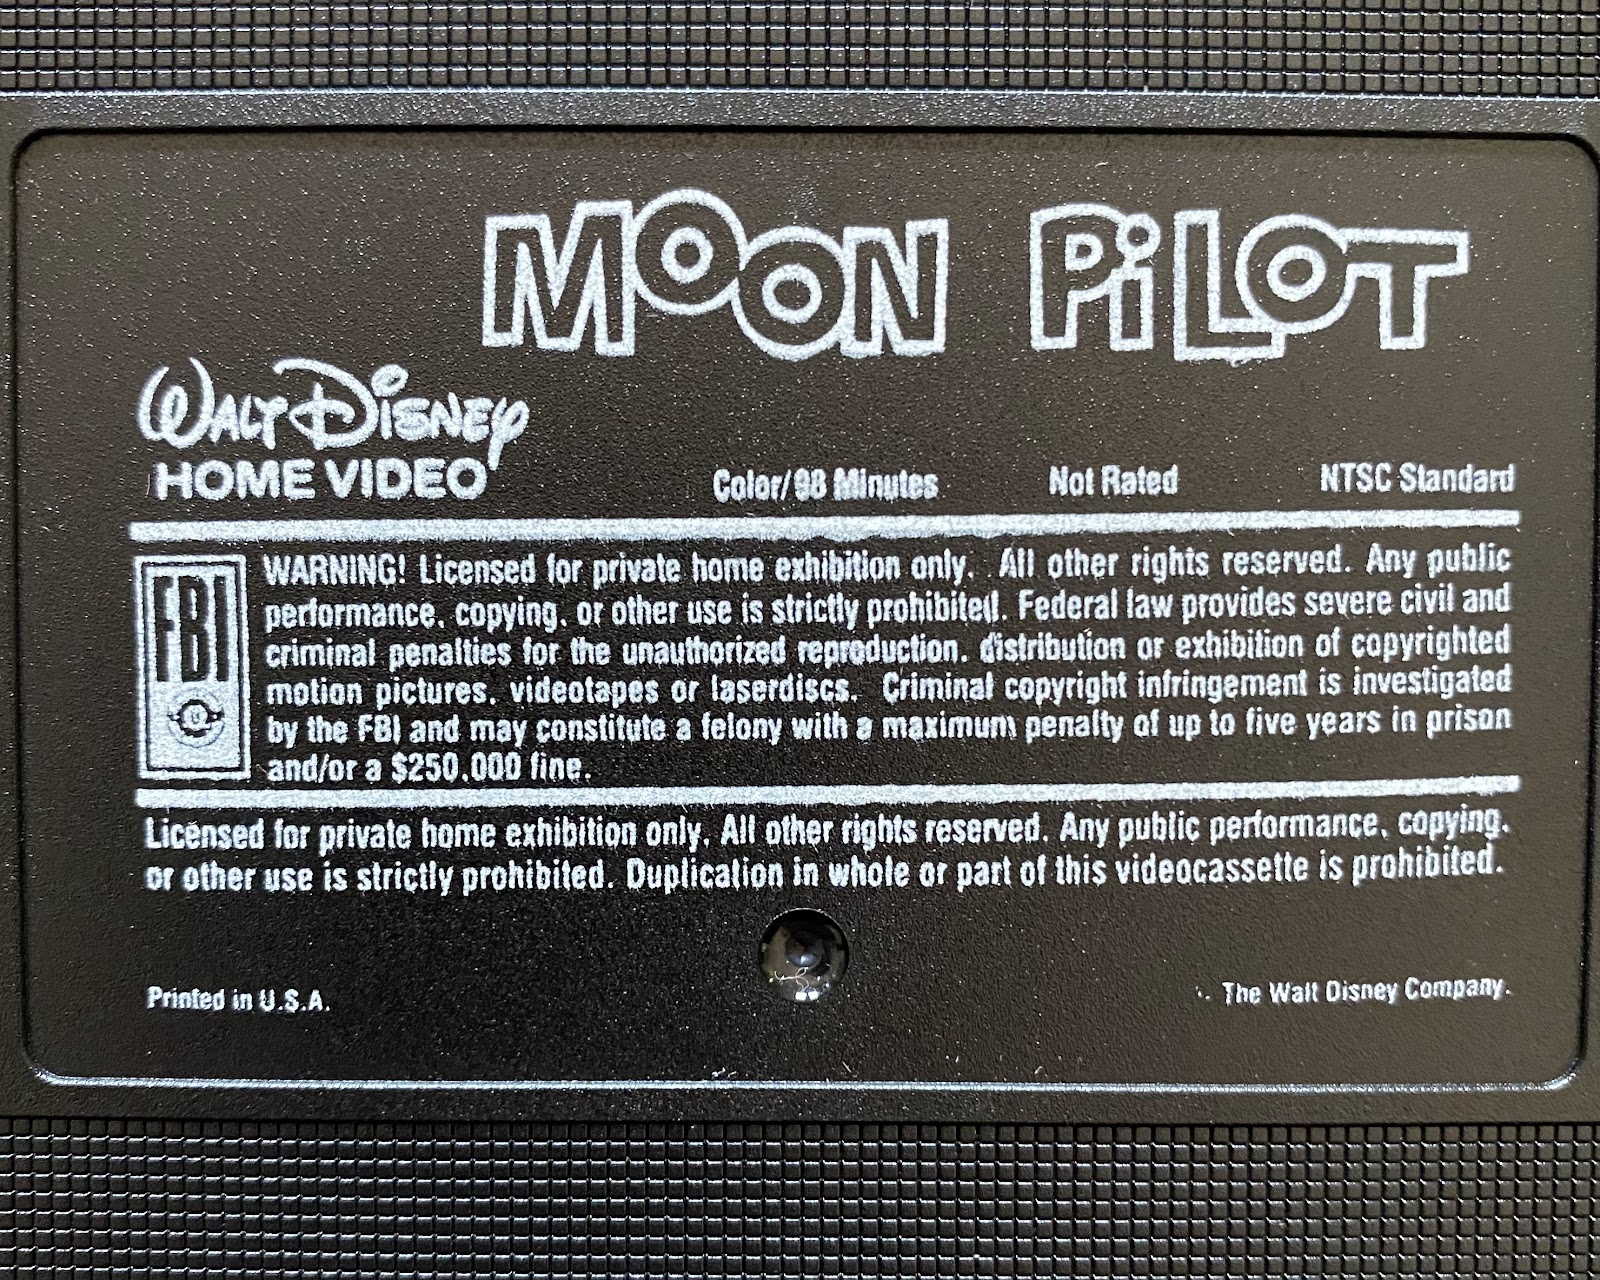 MOON PiLOT
WALT DISNEY
HOME VIDEO
Color/98 Minutes Not Rated NTSC Standard
FBI
WARNING! Licensed for private home exhibition only. All other rights reserved. Any public
performance, copying, or other use is strictly prohibited. Federal law provides severe civil and
criminal penalties for the unauthorized reproduction, distribution or exhibition of copyrighted
motion pictures, videotapes or laserdiscs. Criminal copyright infringement is investigated
by the FBI and may constitute a felony with a maximum penalty of up to five years in prison
and/or a $250,000 fine.
Licensed for private home exhibition only. All other rights reserved. Any public performance, copying,
or other use is strictly prohibited. Duplication in whole or part of this videocassette is prohibited.
Printed in U.S.A.
The Walt Disney Company.